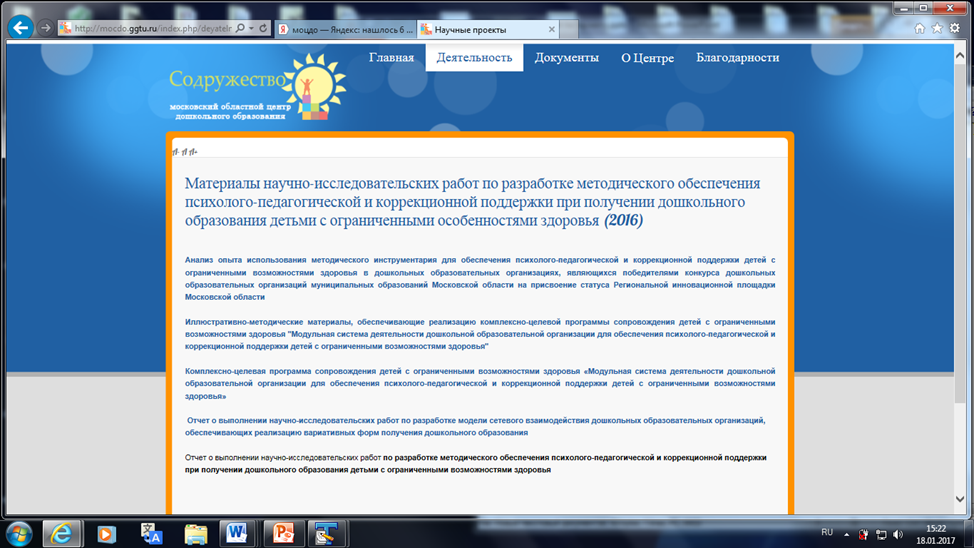 http://mocdo.ggtu.ru/index.php/deyatelr
моцдо — Яндекс: нашлось 6 ...
Научные проекты
Главная
Деятельность
Документы
О Центре
Благодарности
Содружество
московский областной центр
дошкольного образования
A- A A+
Материалы научно-исследовательских работ по разработке методического обеспечения
психолого-педагогической и коррекционной поддержки при получении дошкольного
образования детьми с ограниченными особенностями здоровья (2016)
Анализ опыта использования методического инструментария для обеспечения психолого-педагогической и коррекционной поддержки детей с
ограниченными возможностями здоровья в дошкольных образовательных организациях, являющихся победителями конкурса дошкольных
образовательных организаций муниципальных образований Московской области на присвоение статуса Региональной инновационной площадки
Московской области
Иллюстративно-методические материалы, обеспечивающие реализацию комплексно-целевой программы сопровождения детей с ограниченными
возможностями здоровья "Модульная система деятельности дошкольной образовательной организации для обеспечения психолого-педагогической и
коррекционной поддержки детей с ограниченными возможностями здоровья"
Комплексно-целевая программа сопровождения детей с ограниченными возможностями здоровья «Модульная система деятельности дошкольной
образовательной организации для обеспечения психолого-педагогической и коррекционной поддержки детей с ограниченными возможностями
здоровья»
Отчет о выполнении научно-исследовательских работ по разработке модели сетевого взаимодействия дошкольных образовательных организаций,
обеспечивающих реализацию вариативных форм получения дошкольного образования
Отчет о выполнении научно-исследовательских работ по разработке методического обеспечения психолого-педагогической и коррекционной поддержки
при получении дошкольного образования детьми с ограниченными возможностями здоровья
RU
15:22
18.01.2017